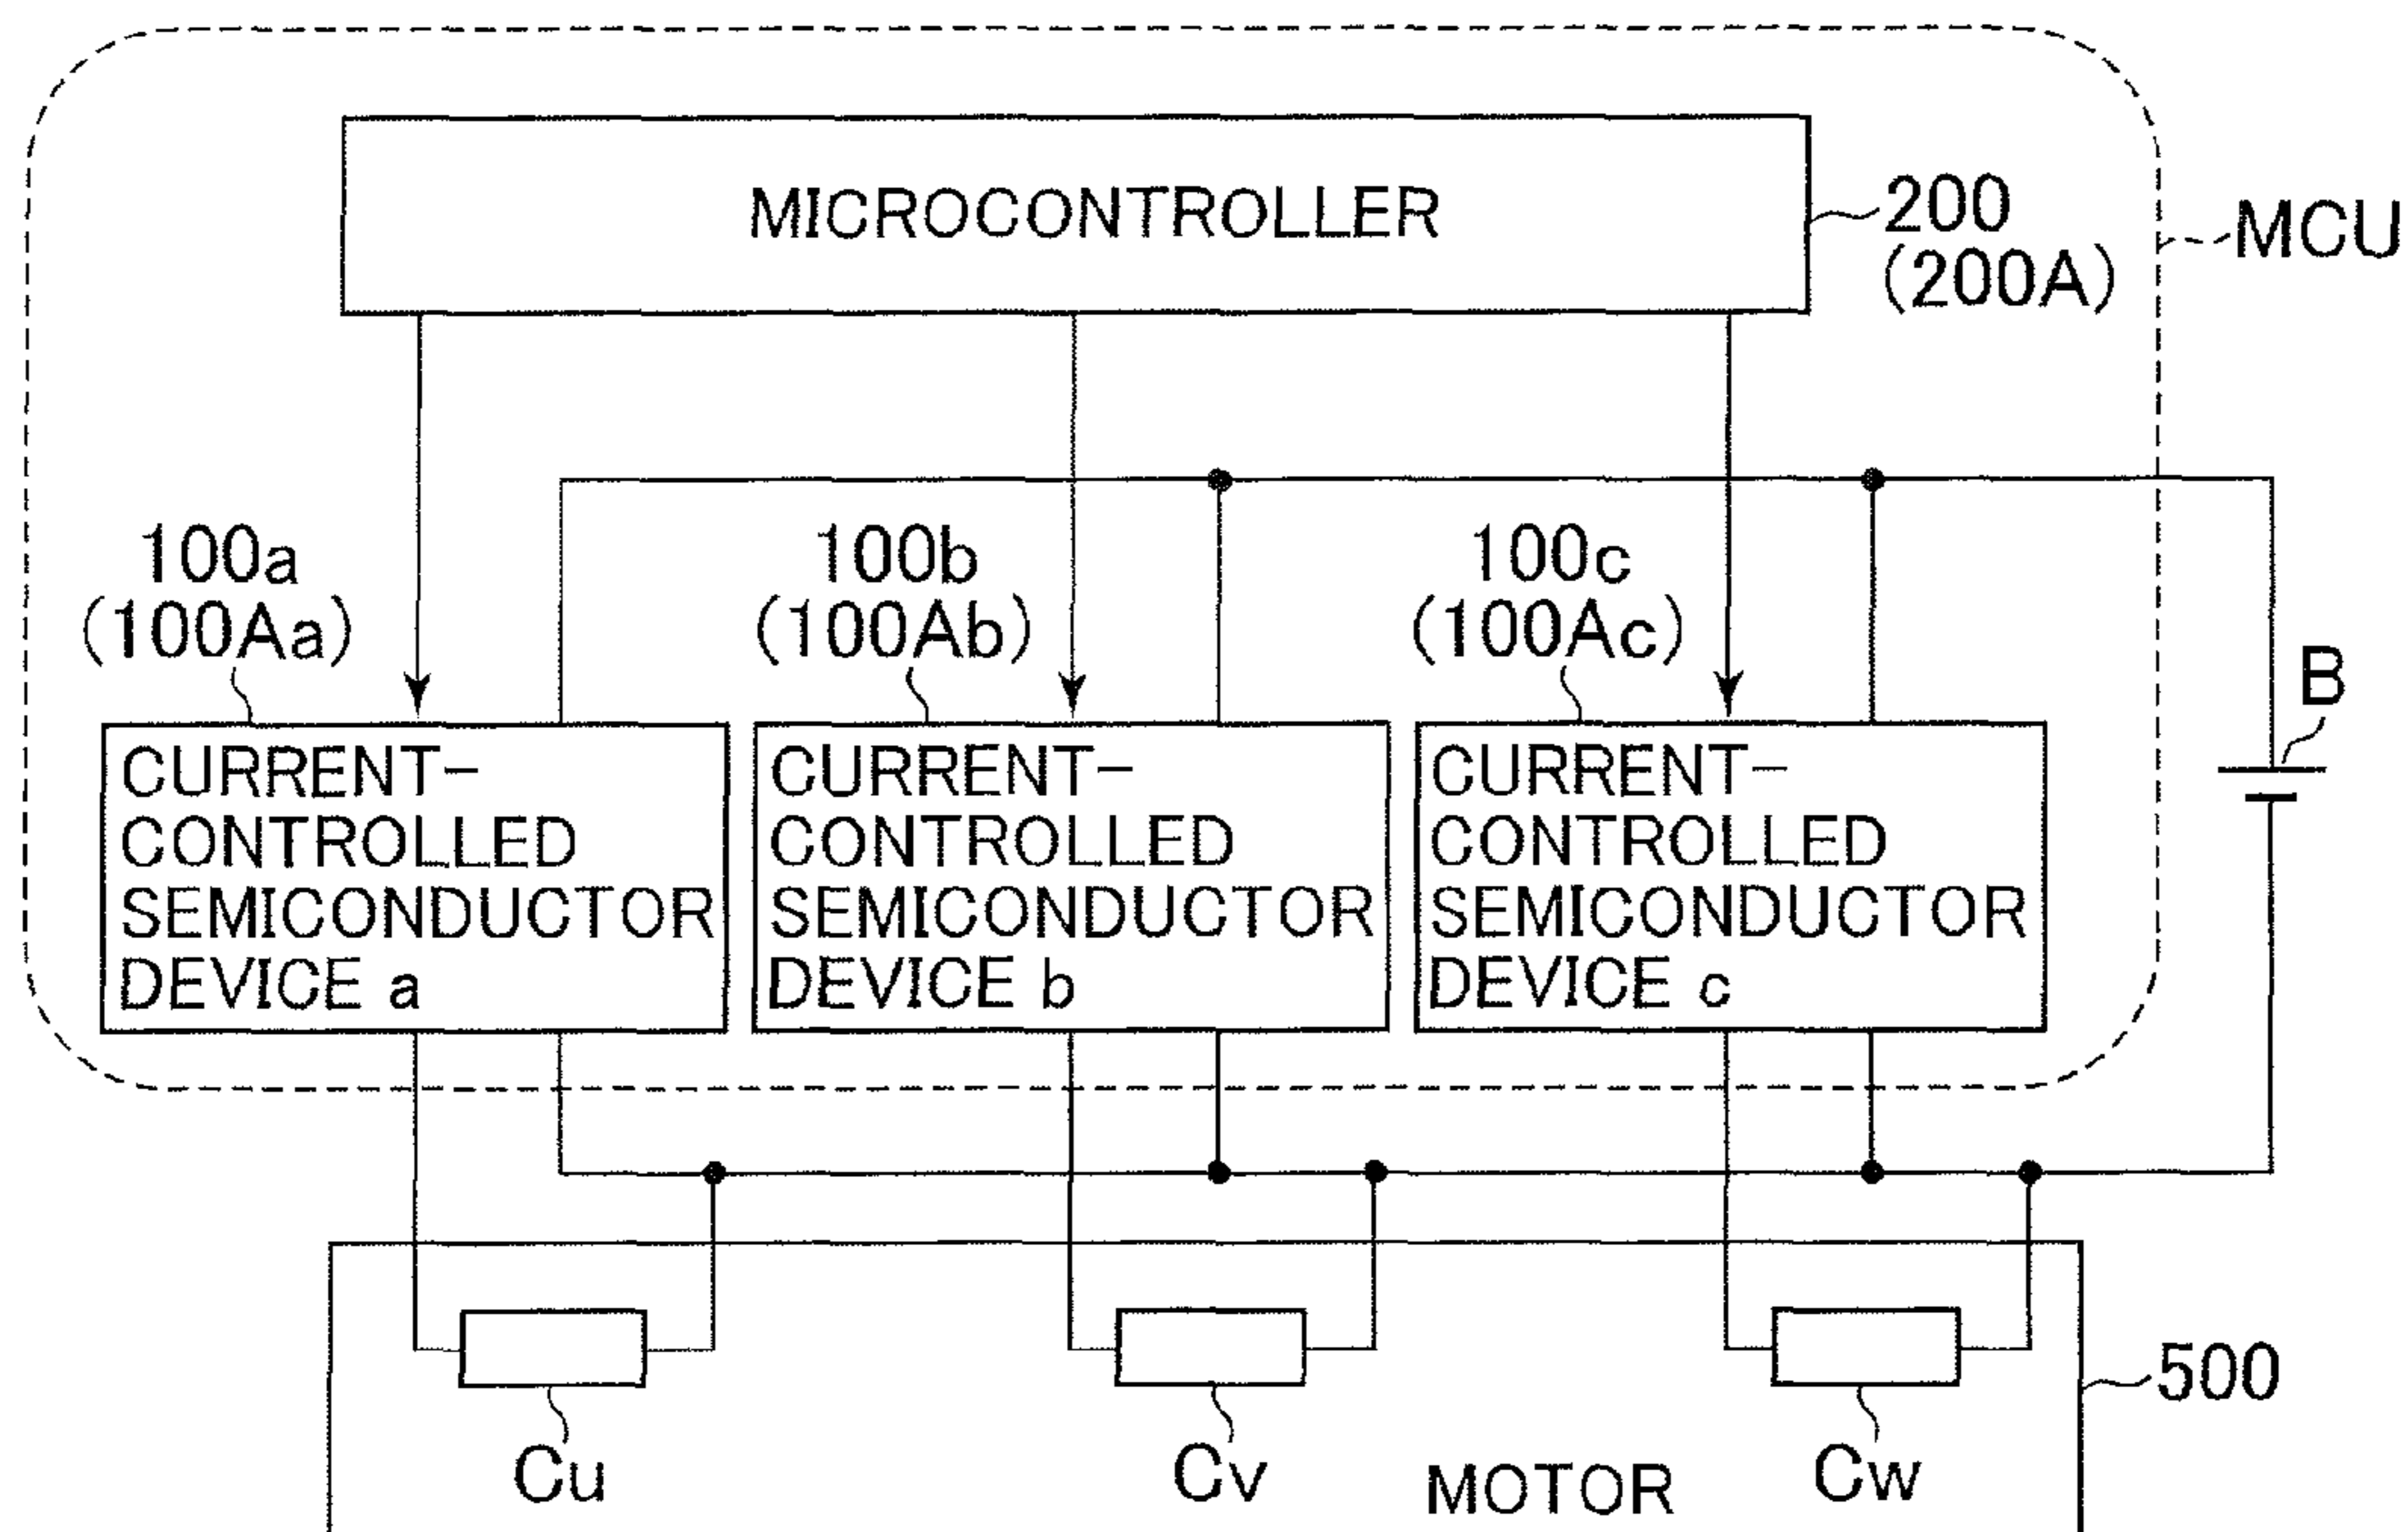 MICROCONTROLLER
200
(200A)
MCU
100a
(100Aa)
100b
(100Ab)
100c
(100Ac)
B
CURRENT-
CONTROLLED
SEMICONDUCTOR
DEVICE a
CURRENT-
CONTROLLED
SEMICONDUCTOR
DEVICE b
CURRENT-
CONTROLLED
SEMICONDUCTOR
DEVICE c
500
Cu
Cv
MOTOR
Cw